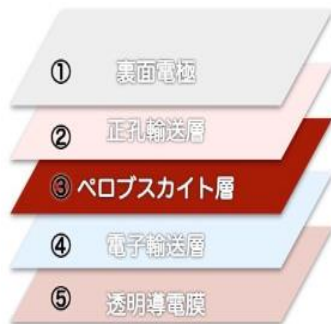 ① 裏面電極
② 正孔輸送層
③ ペロブスカイト層
④ 電子輸送層
⑤ 透明導電膜